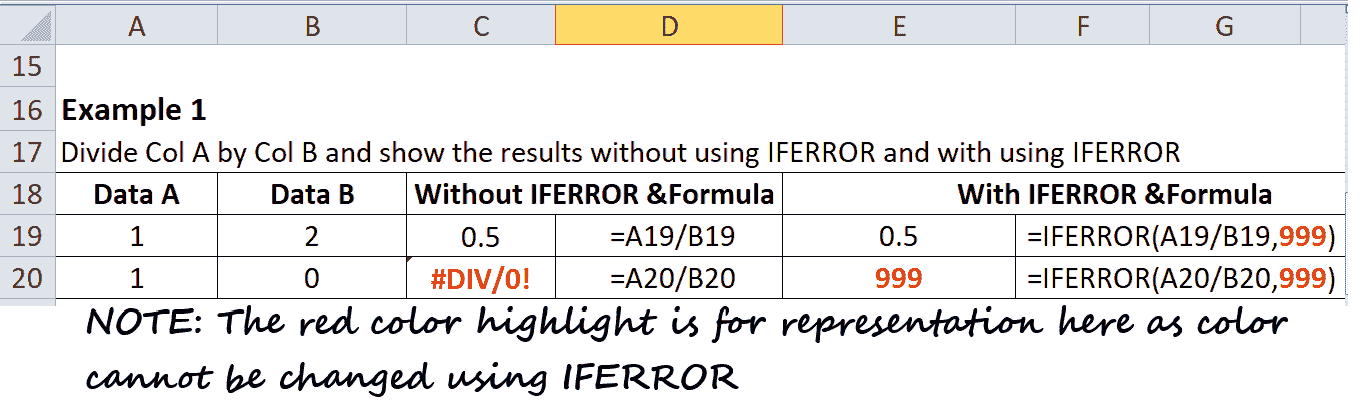 A B C D E F G
15
16 Example 1
17 Divide Col A by Col B and show the results without using IFERROR and with using IFERROR
18 Data A Data B Without IFERROR &Formula With IFERROR &Formula
19 1 2 0.5 =A19/B19 0.5 =IFERROR(A19/B19,999)
20 1 0 #DIV/0! =A20/B20 999 =IFERROR(A20/B20,999)
NOTE: The red color highlight is for representation here as color
cannot be changed using IFERROR